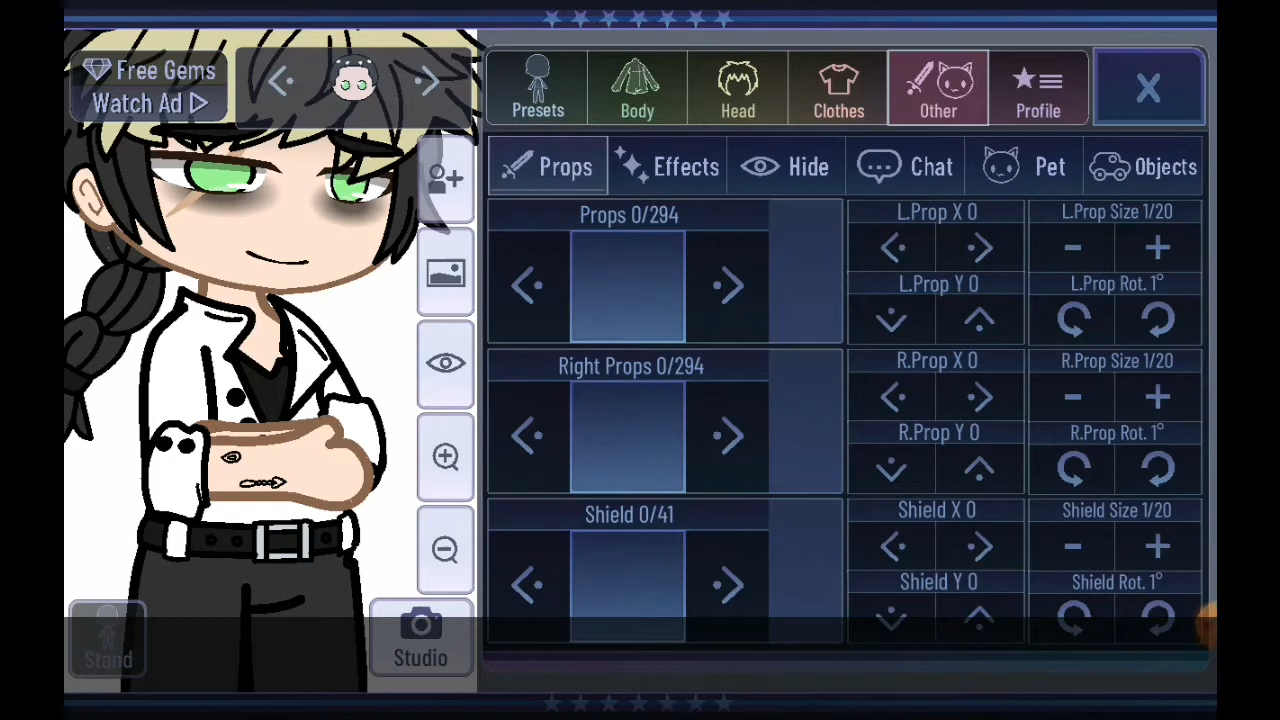 Free Gems
Watch Ad
Presets
Body
Head
Clothes
Other
Profile
X
Props
Effects
Hide
Chat
Pet
Objects
Props 0/294
L.Prop X 0
L.Prop Size 1/20
L.Prop Y 0
L.Prop Rot. 1°
Right Props 0/294
R.Prop X 0
R.Prop Size 1/20
R.Prop Y 0
R.Prop Rot. 1°
Shield 0/41
Shield X 0
Shield Size 1/20
Shield Y 0
Shield Rot. 1°
Stand
Studio